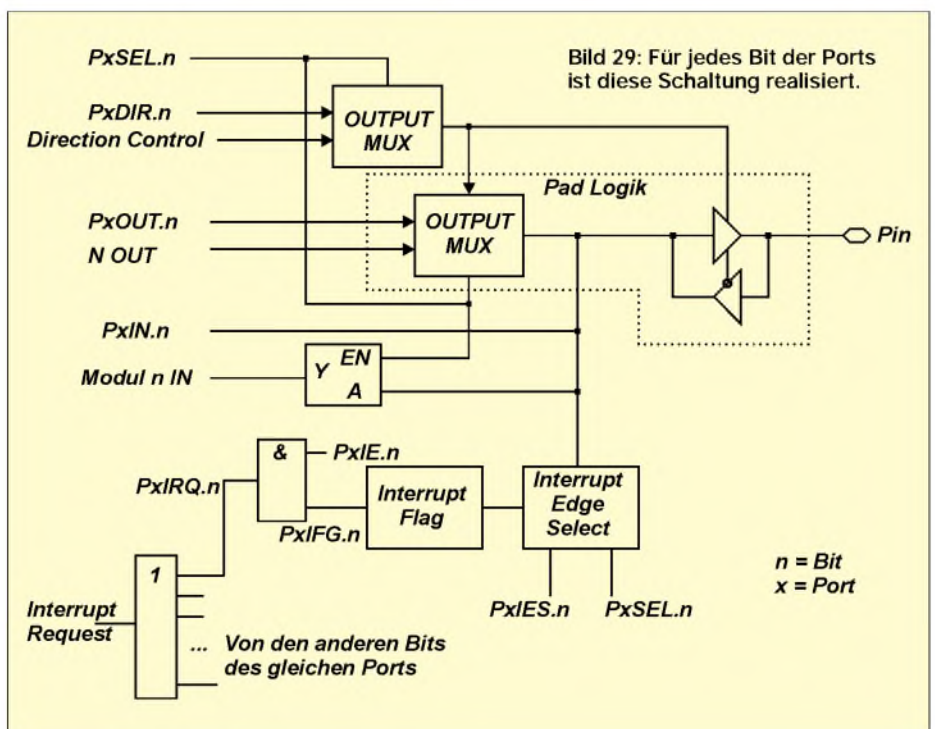 PxSEL.n
Bild 29: Für jedes Bit der Ports
ist diese Schaltung realisiert.
PxDIR.n
Direction Control
OUTPUT
MUX
Pad Logik
PxOUT.n
N OUT
OUTPUT
MUX
Pin
PxIN.n
Modul n IN
Y
EN
A
&
PxIE.n
PxIRQ.n
PxIFG.n
Interrupt
Flag
Interrupt
Edge
Select
PxIES.n
PxSEL.n
n = Bit
x = Port
1
Interrupt
Request
... Von den anderen Bits
des gleichen Ports